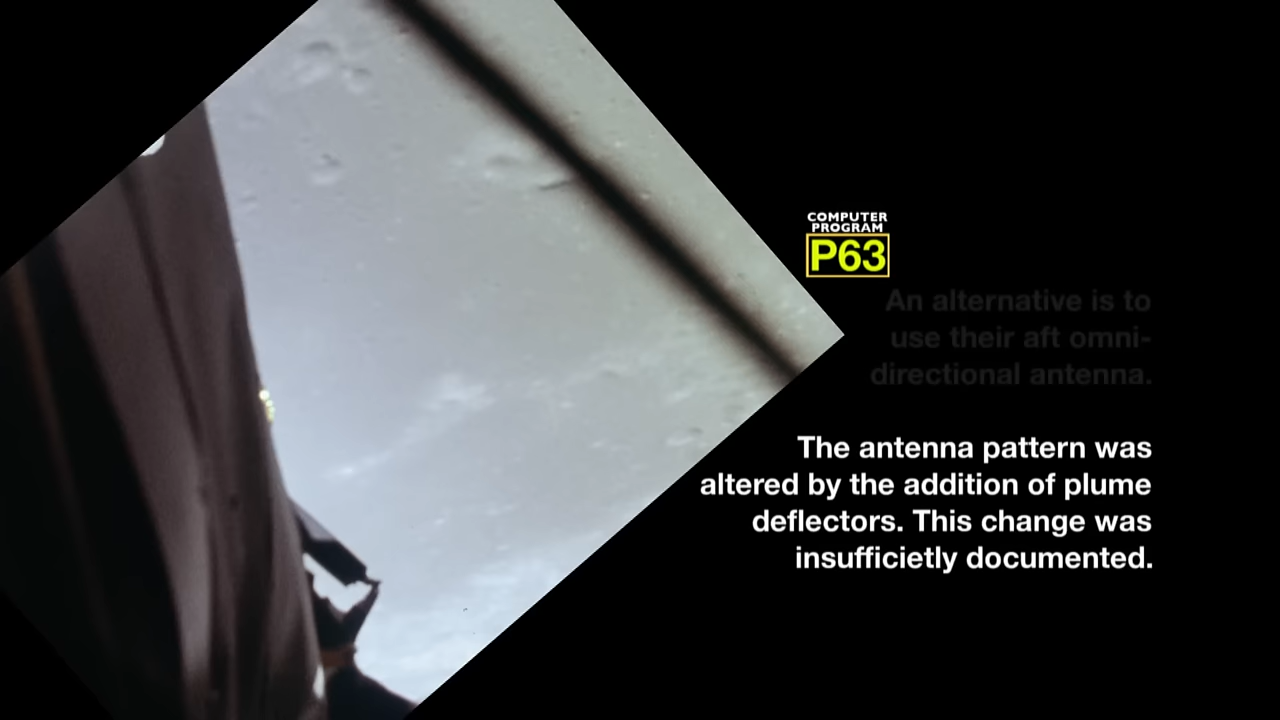 COMPUTER
PROGRAM
P63
An alternative is to
use their aft omni-
directional antenna.
The antenna pattern was
altered by the addition of plume
deflectors. This change was
insufficietly documented.